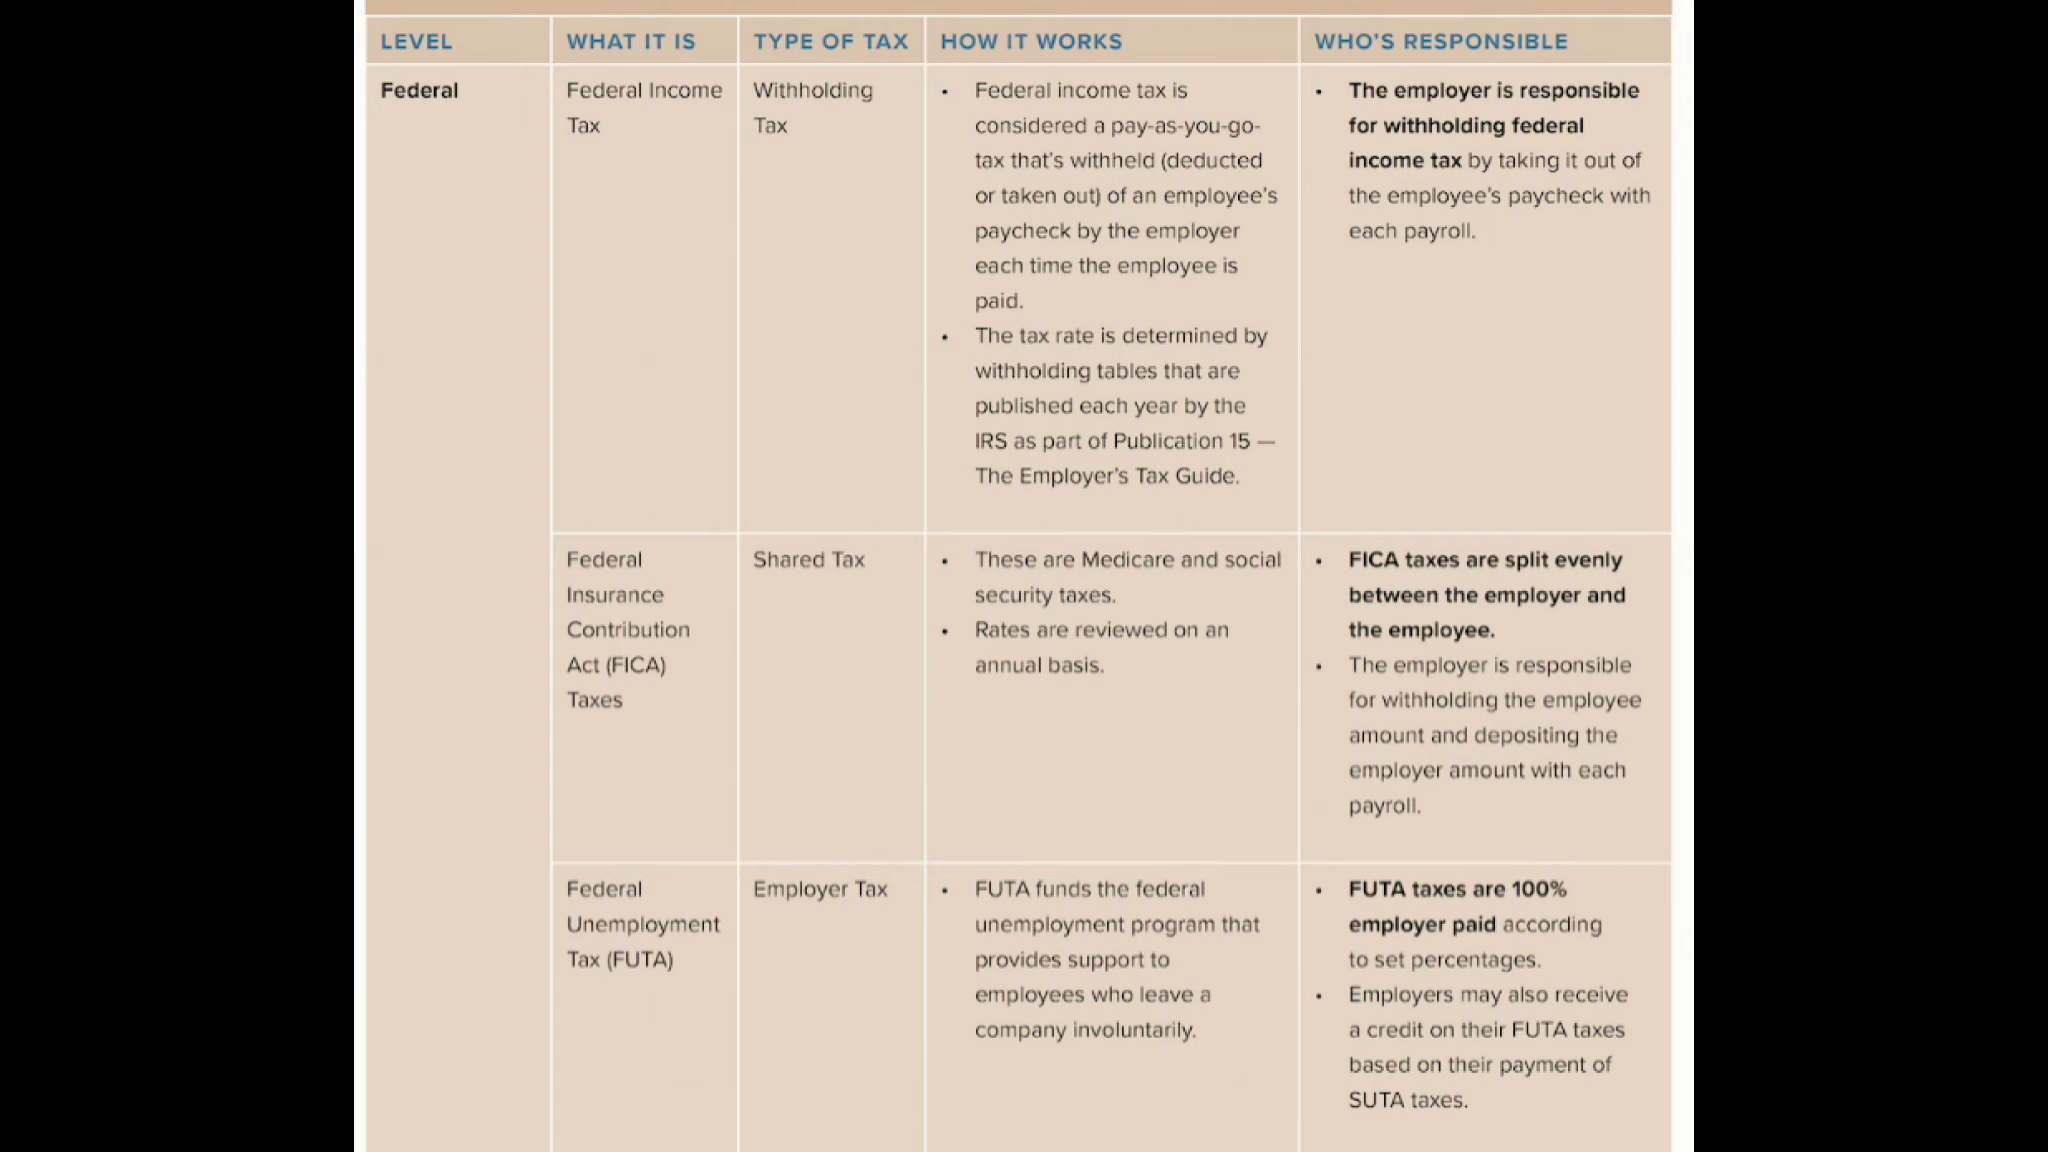 LEVEL
WHAT IT IS
TYPE OF TAX
HOW IT WORKS
WHO'S RESPONSIBLE
Federal
Federal Income
Tax
Withholding
Tax
• Federal income tax is
considered a pay-as-you-go-
tax that's withheld (deducted
or taken out) of an employee's
paycheck by the employer
each time the employee is
paid.
• The tax rate is determined by
withholding tables that are
published each year by the
IRS as part of Publication 15 —
The Employer's Tax Guide.
• The employer is responsible
for withholding federal
income tax by taking it out of
the employee's paycheck with
each payroll.
Federal
Insurance
Contribution
Act (FICA)
Taxes
Shared Tax
• These are Medicare and social
security taxes.
• Rates are reviewed on an
annual basis.
• FICA taxes are split evenly
between the employer and
the employee.
• The employer is responsible
for withholding the employee
amount and depositing the
employer amount with each
payroll.
Federal
Unemployment
Tax (FUTA)
Employer Tax
• FUTA funds the federal
unemployment program that
provides support to
employees who leave a
company involuntarily.
• FUTA taxes are 100%
employer paid according
to set percentages.
• Employers may also receive
a credit on their FUTA taxes
based on their payment of
SUTA taxes.